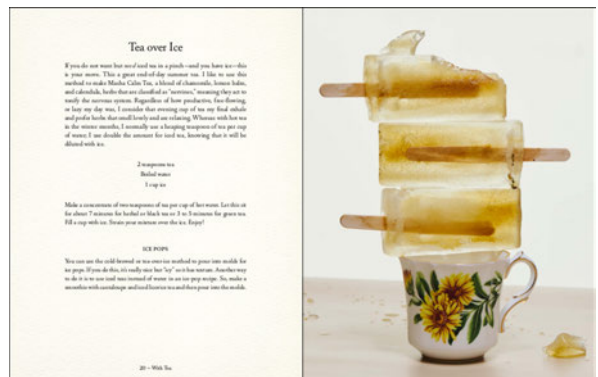 Tea over Ice
If you do not want but need iced tea in a pinch—and you have ice—this
is your move. This a great end-of-day summer tea. I like to use this
method to make Masha Calm Tea, a blend of chamomile, lemon balm,
and calendula, herbs that are classified as "nervines," meaning they act to
tonify the nervous system. Regardless of how productive, free-flowing,
or lazy my day was, I consider that evening cup of tea my final exhale
and prefer herbs that smell lovely and are relaxing. Whereas with hot tea
in the winter months, I normally use a heaping teaspoon of tea per cup
of water, I use double the amount for iced tea, knowing that it will be
diluted with ice.
2 teaspoons tea
Boiled water
1 cup ice
Make a concentrate of two teaspoons of tea per cup of hot water. Let this sit
for about 7 minutes for herbal or black tea or 3 to 5 minutes for green tea.
Fill a cup with ice. Strain your mixture over the ice. Enjoy!
ICE POPS
You can use the cold-brewed or tea-over-ice method to pour into molds for
ice pops. If you do this, it's really nice but "icy" so it has texture. Another way
to do it is to use iced teas instead of water in an ice-pop recipe. So, make a
smoothie with cantaloupe and iced licorice tea and then pour into the molds.
20 – With Tea